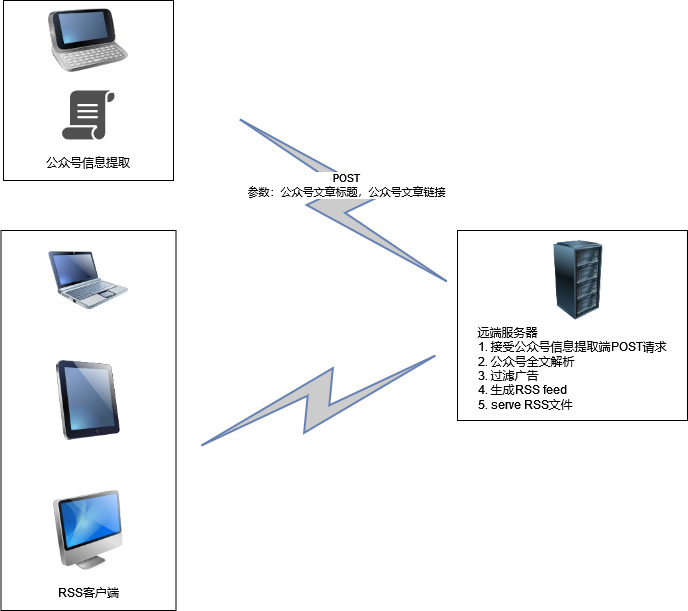 公众号信息提取
POST
参数：公众号文章标题，公众号文章链接
远端服务器
1. 接受公众号信息提取端POST请求
2. 公众号全文解析
3. 过滤广告
4. 生成RSS feed
5. serve RSS文件
RSS客户端